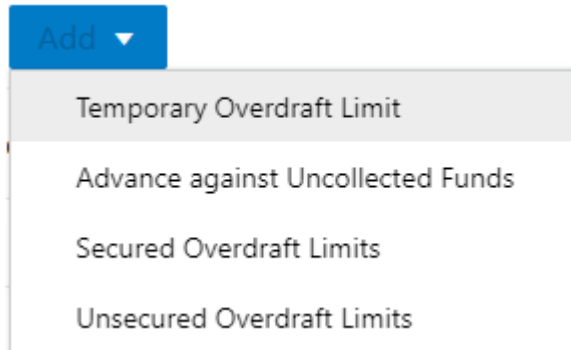 Add
Temporary Overdraft Limit
Advance against Uncollected Funds
Secured Overdraft Limits
Unsecured Overdraft Limits